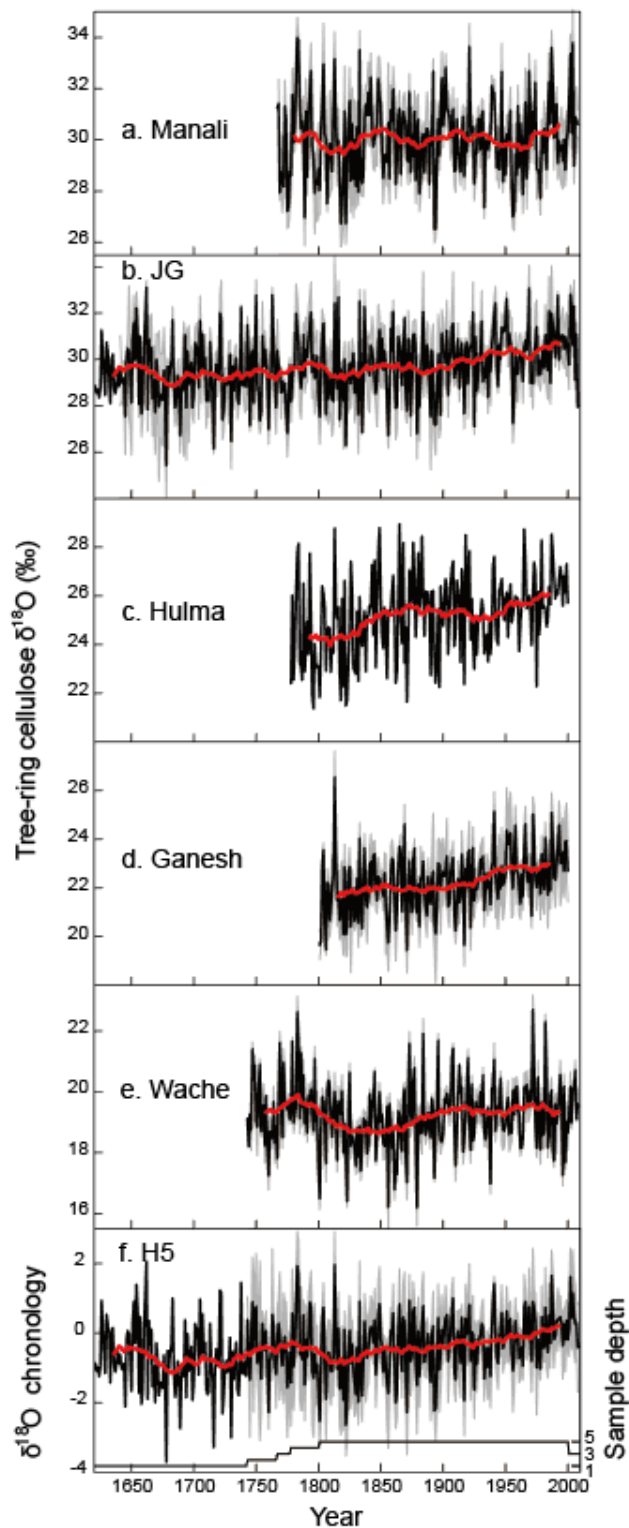 34
32
a. Manali
30
28
26
b. JG
32
30
28
26
28
c. Hulma
26
24
22
Tree-ring cellulose δ¹⁸O (‰)
26
d. Ganesh
24
22
20
22
e. Wache
20
18
16
f. H5
2
0
-2
-4
δ¹⁸O chronology
Sample depth
5
3
1
1650 1700 1750 1800 1850 1900 1950 2000
Year